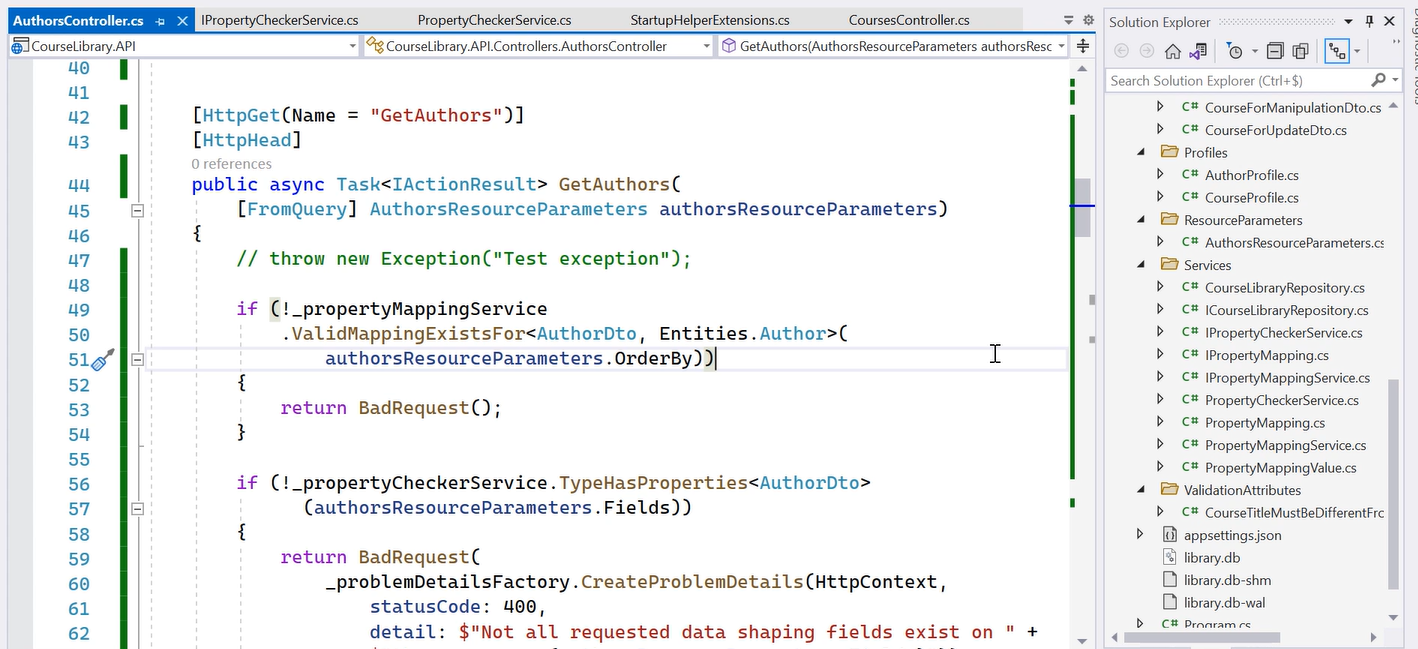 AuthorsController.cs
IPropertyCheckerService.cs
PropertyCheckerService.cs
StartupHelperExtensions.cs
CoursesController.cs
CourseLibrary.API
CourseLibrary.API.Controllers.AuthorsController
GetAuthors(AuthorsResourceParameters authorsResc
40
41
42 [HttpGet(Name = "GetAuthors")]
43 [HttpHead]
0 references
44 public async Task<IActionResult> GetAuthors(
45 [FromQuery] AuthorsResourceParameters authorsResourceParameters)
46 {
47 // throw new Exception("Test exception");
48
49 if (!_propertyMappingService
50 .ValidMappingExistsFor<AuthorDto, Entities.Author>(
51 authorsResourceParameters.OrderBy))
52 {
53 return BadRequest();
54 }
55
56 if (!_propertyCheckerService.TypeHasProperties<AuthorDto>
57 (authorsResourceParameters.Fields))
58 {
59 return BadRequest(
60 _problemDetailsFactory.CreateProblemDetails(HttpContext,
61 statusCode: 400,
62 detail: $"Not all requested data shaping fields exist on " +
Solution Explorer
Search Solution Explorer (Ctrl+$)
C# CourseForManipulationDto.cs
C# CourseForUpdateDto.cs
Profiles
C# AuthorProfile.cs
C# CourseProfile.cs
ResourceParameters
C# AuthorsResourceParameters.cs
Services
C# CourseLibraryRepository.cs
C# ICourseLibraryRepository.cs
C# IPropertyCheckerService.cs
C# IPropertyMapping.cs
C# IPropertyMappingService.cs
C# PropertyCheckerService.cs
C# PropertyMapping.cs
C# PropertyMappingService.cs
C# PropertyMappingValue.cs
ValidationAttributes
C# CourseTitleMustBeDifferentFrc
appsettings.json
library.db
library.db-shm
library.db-wal
C# Program.cs